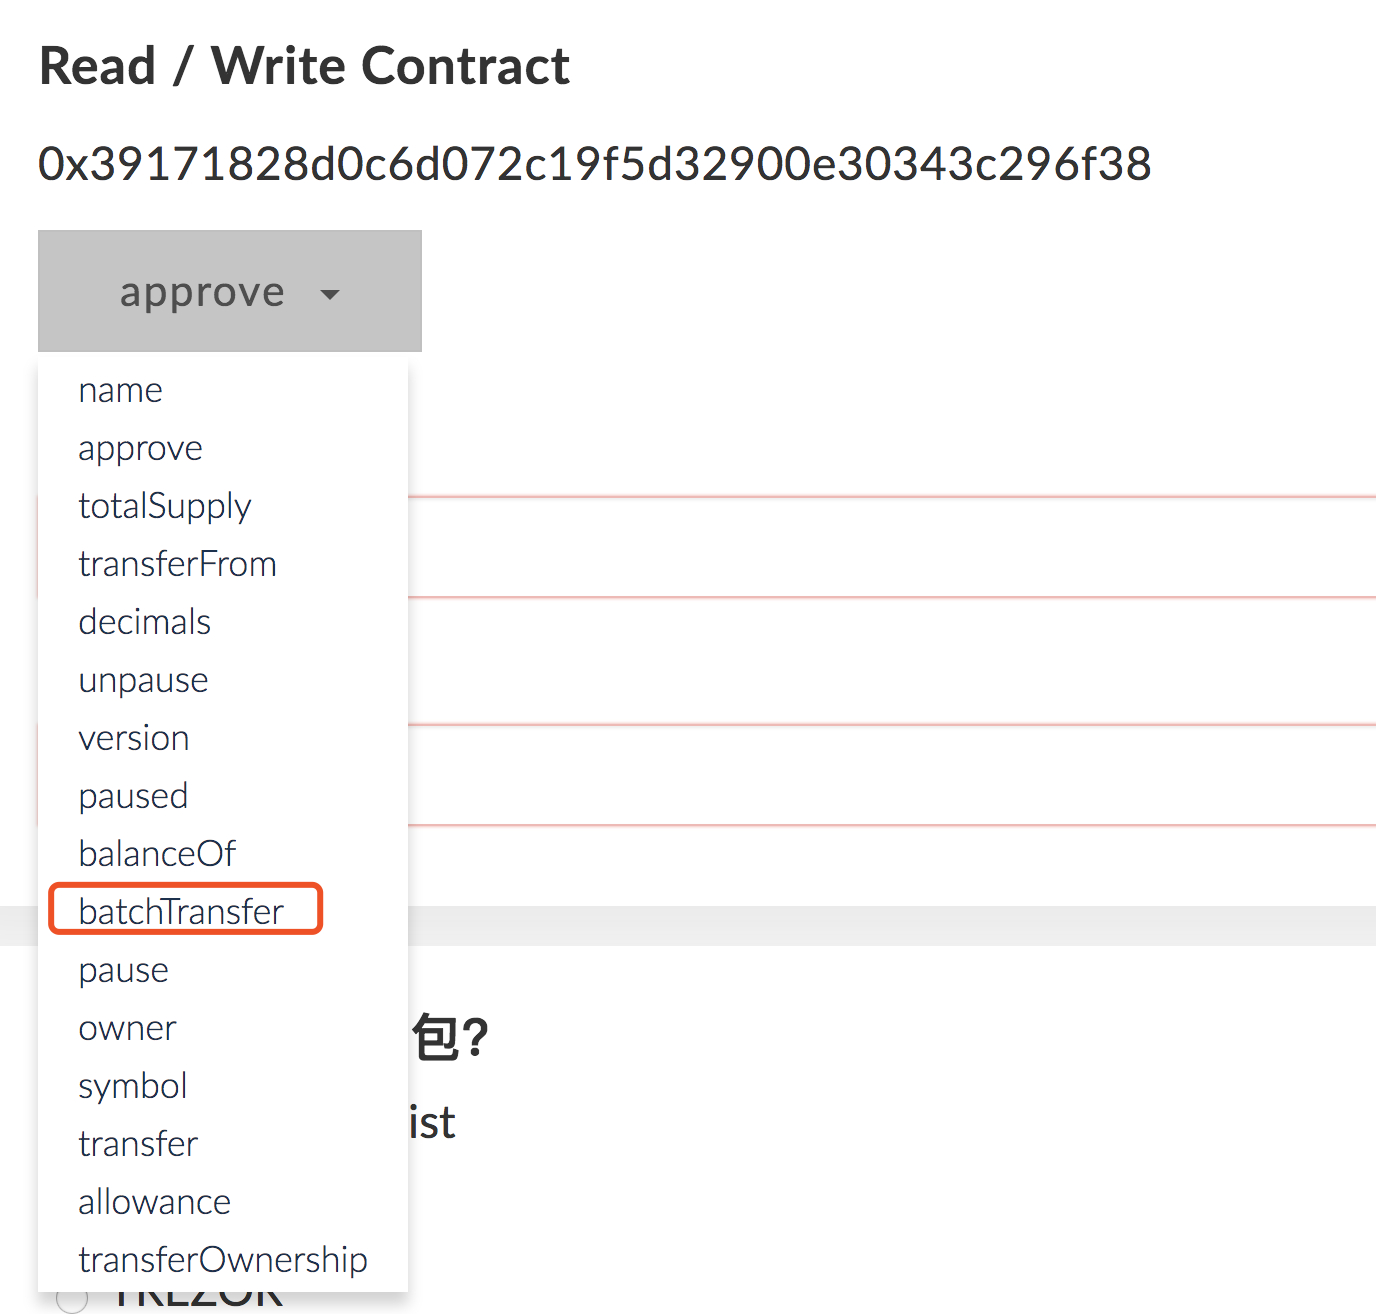 Read / Write Contract
0x39171828d0c6d072c19f5d32900e30343c296f38
approve
name
approve
totalSupply
transferFrom
decimals
unpause
version
paused
balanceOf
batchTransfer
pause
owner
包?
symbol
ist
transfer
allowance
transferOwnership
TREZOR